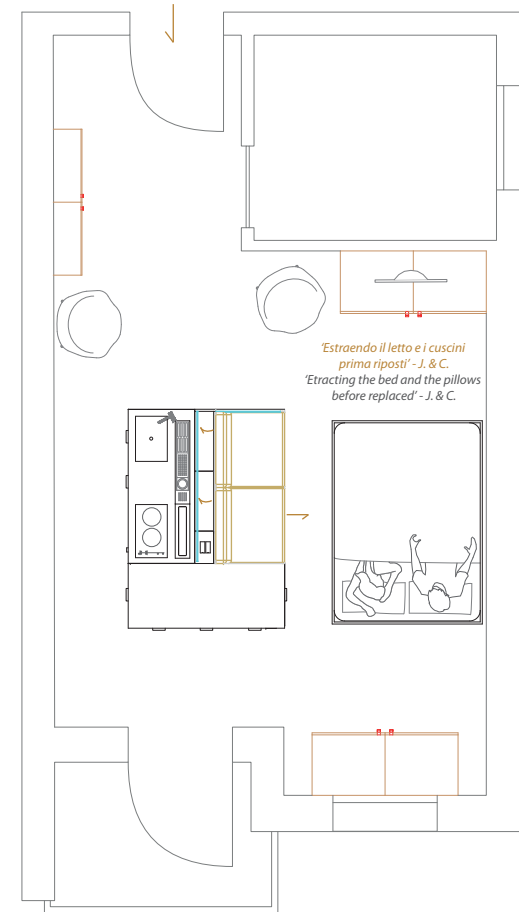 ‘Estraendo il letto e i cuscini
prima riposti’ - J. & C.
‘Etracting the bed and the pillows
before replaced’ - J. & C.